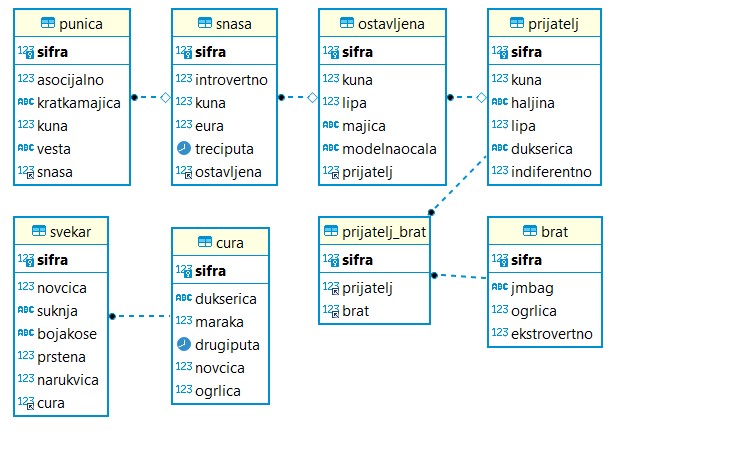 punica
123 sifra
123 asocijalno
ABC kratkamajica
123 kuna
ABC vesta
123 snasa
snasa
123 sifra
123 introvertno
123 kuna
123 eura
treciputa
123 ostavljena
ostavljena
123 sifra
123 kuna
123 lipa
ABC majica
ABC modelnaocala
123 prijatelj
prijatelj
123 sifra
123 kuna
ABC haljina
123 lipa
ABC dukserica
123 indiferentno
svekar
123 sifra
123 novcica
ABC suknja
ABC bojakose
123 prstena
123 narukvica
123 cura
cura
123 sifra
ABC dukserica
123 maraka
drugiputa
123 novcica
123 ogrlica
prijatelj_brat
123 sifra
123 prijatelj
123 brat
brat
123 sifra
ABC jmbag
123 ogrlica
123 ekstrovertno